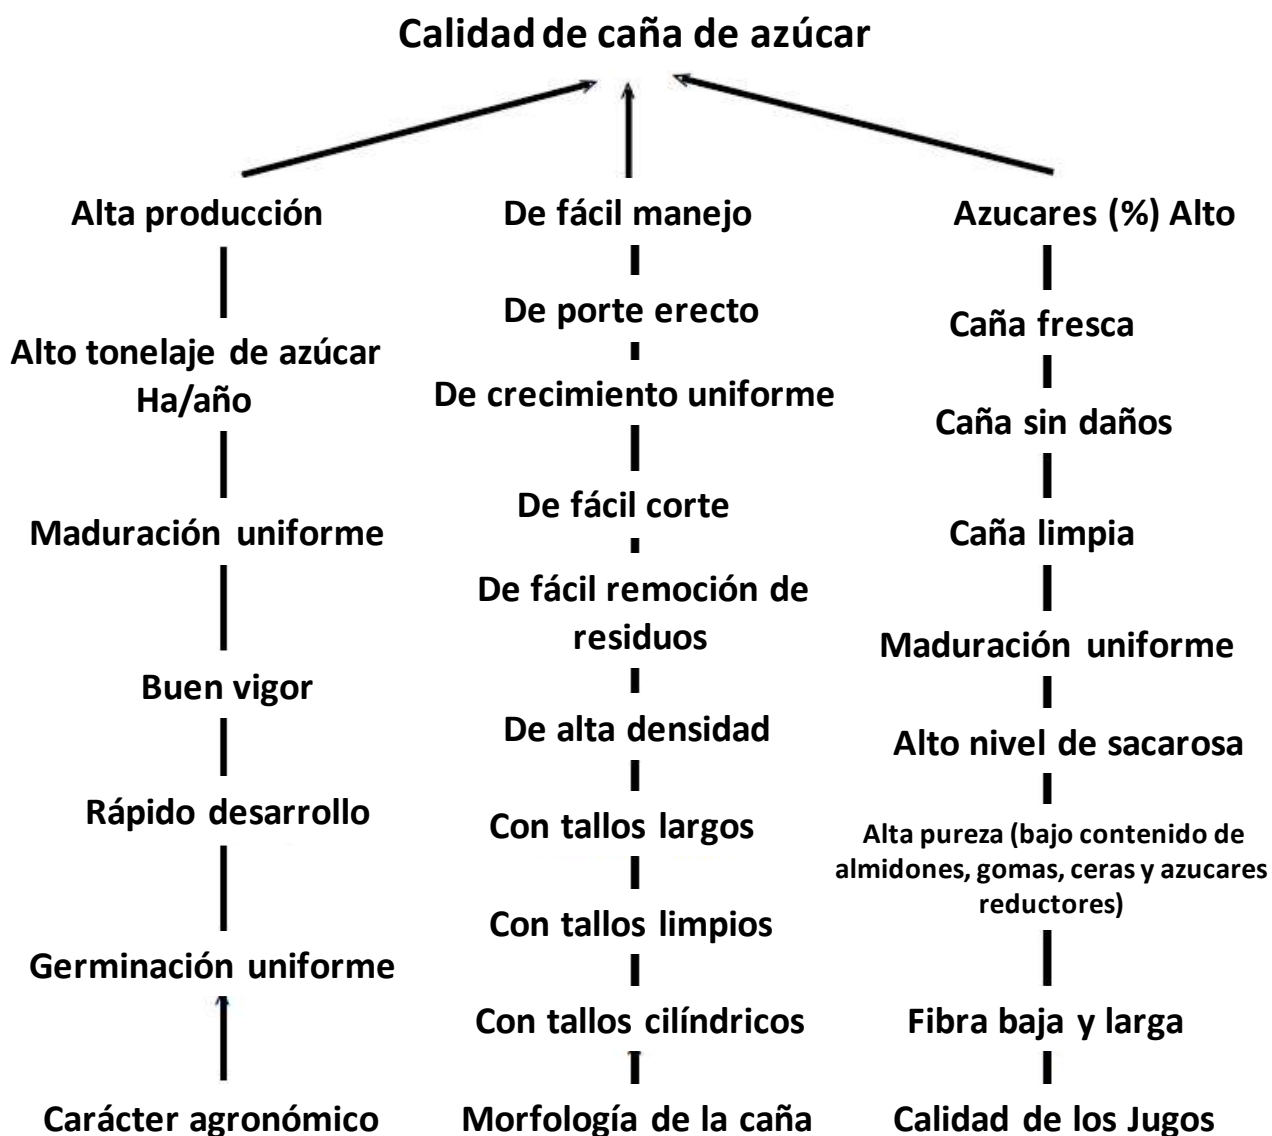 Calidad de caña de azúcar
Alta producción
Alto tonelaje de azúcar
Ha/año
Maduración uniforme
Buen vigor
Rápido desarrollo
Germinación uniforme
Carácter agronómico
De fácil manejo
De porte erecto
De crecimiento uniforme
De fácil corte
De fácil remoción de
residuos
De alta densidad
Con tallos largos
Con tallos limpios
Con tallos cilíndricos
Morfología de la caña
Azucares (%) Alto
Caña fresca
Caña sin daños
Caña limpia
Maduración uniforme
Alto nivel de sacarosa
Alta pureza (bajo contenido de
almidones, gomas, ceras y azucares
reductores)
Fibra baja y larga
Calidad de los Jugos